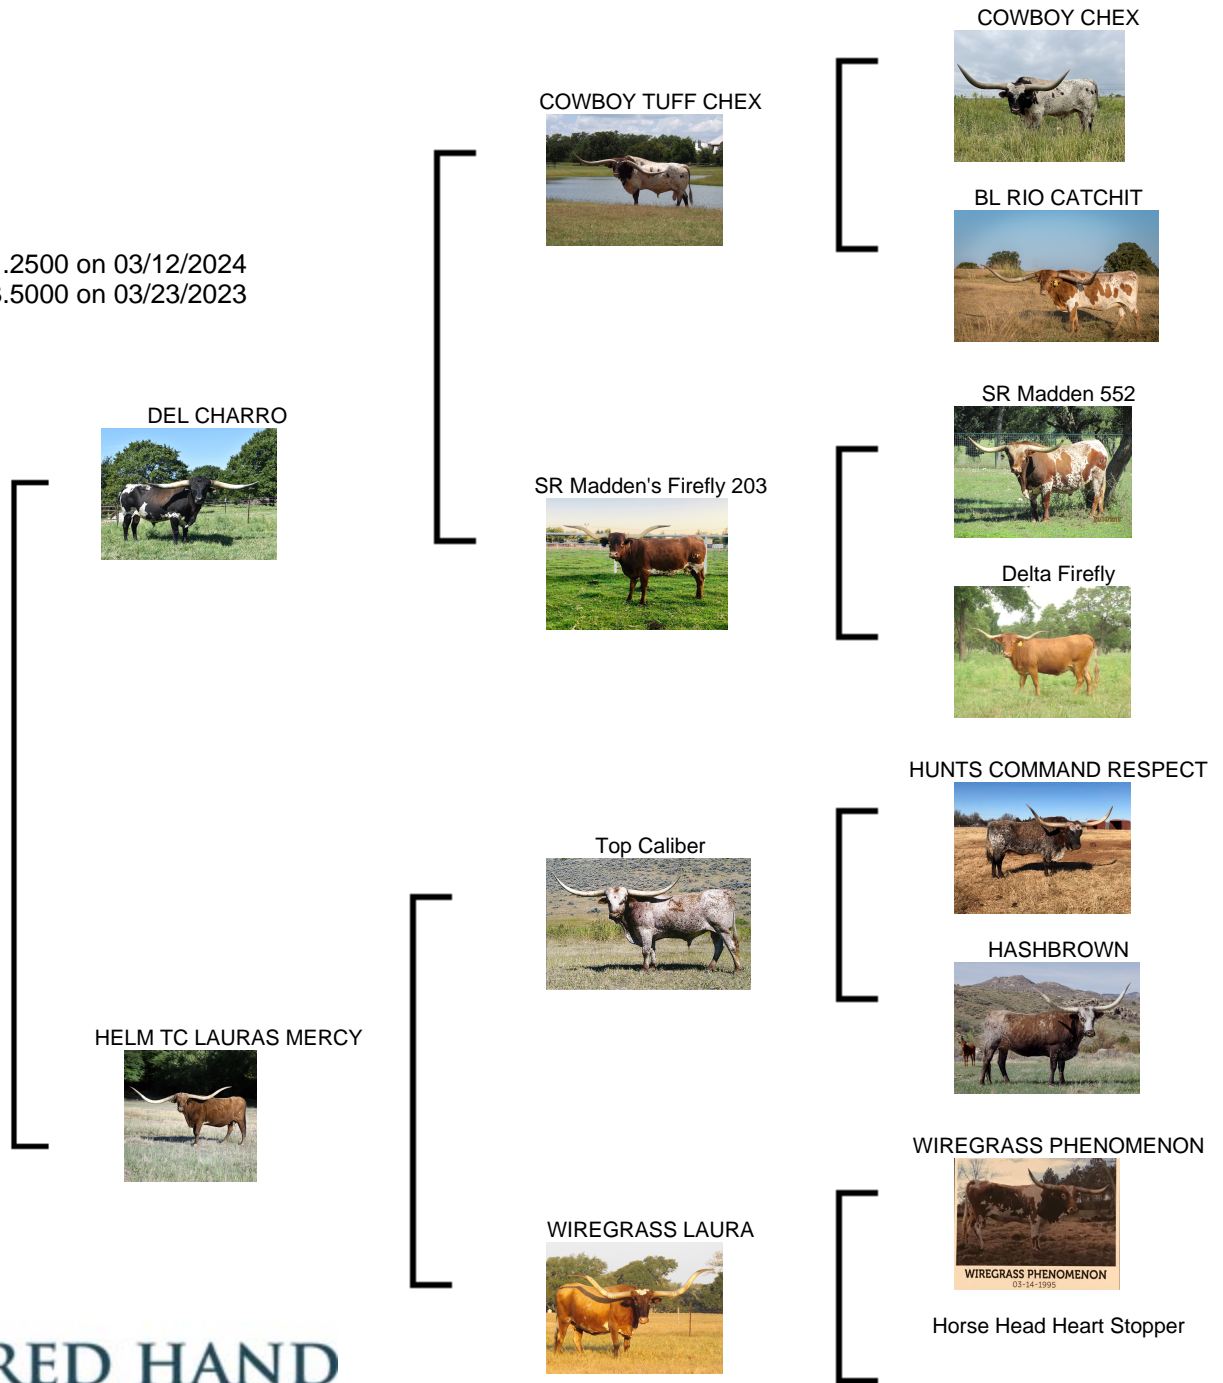 COWBOY CHEX
COWBOY TUFF CHEX
BL RIO CATCHIT
.2500 on 03/12/2024
.5000 on 03/23/2023
SR Madden 552
DEL CHARRO
SR Madden's Firefly 203
Delta Firefly
HUNTS COMMAND RESPECT
Top Caliber
HASHBROWN
HELM TC LAURAS MERCY
WIREGRASS PHENOMENON
WIREGRASS LAURA
WIREGRASS PHENOMENON
03-14-1995
Horse Head Heart Stopper
RED HAND